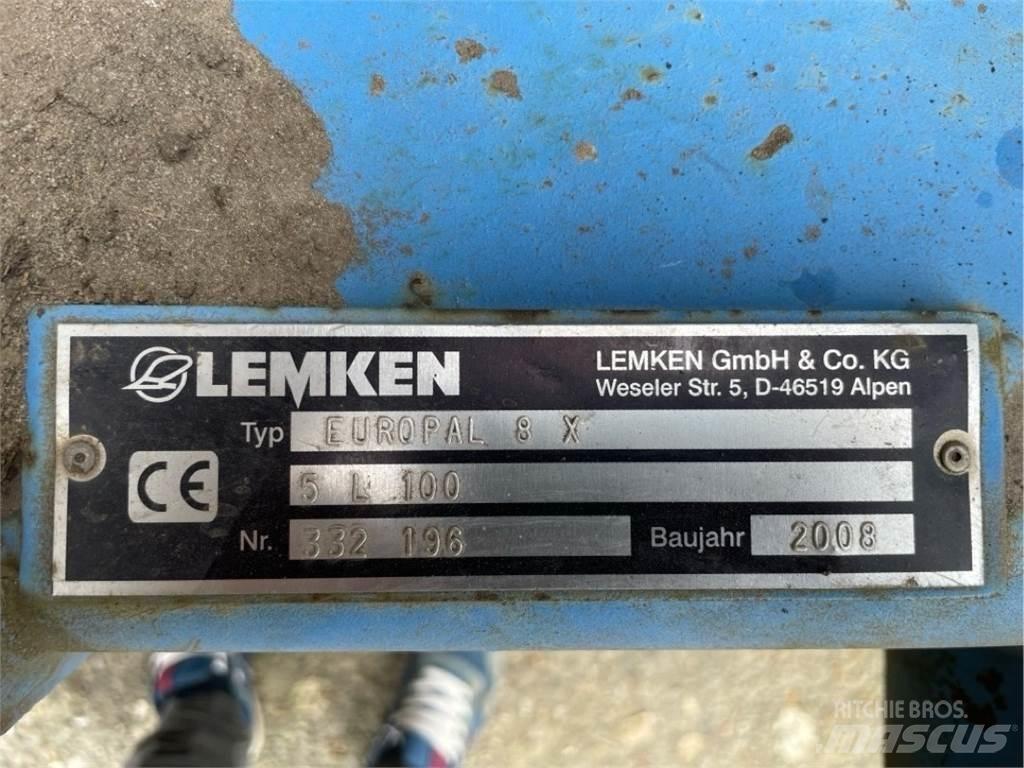 LEMKEN
LEMKEN GmbH & Co. KG
Weseler Str. 5, D-46519 Alpen
Typ EUROPAL 8 X
5 L 100
CE
Nr. 332 196 Baujahr 2008
RITCHIE BROS.
MASCUS